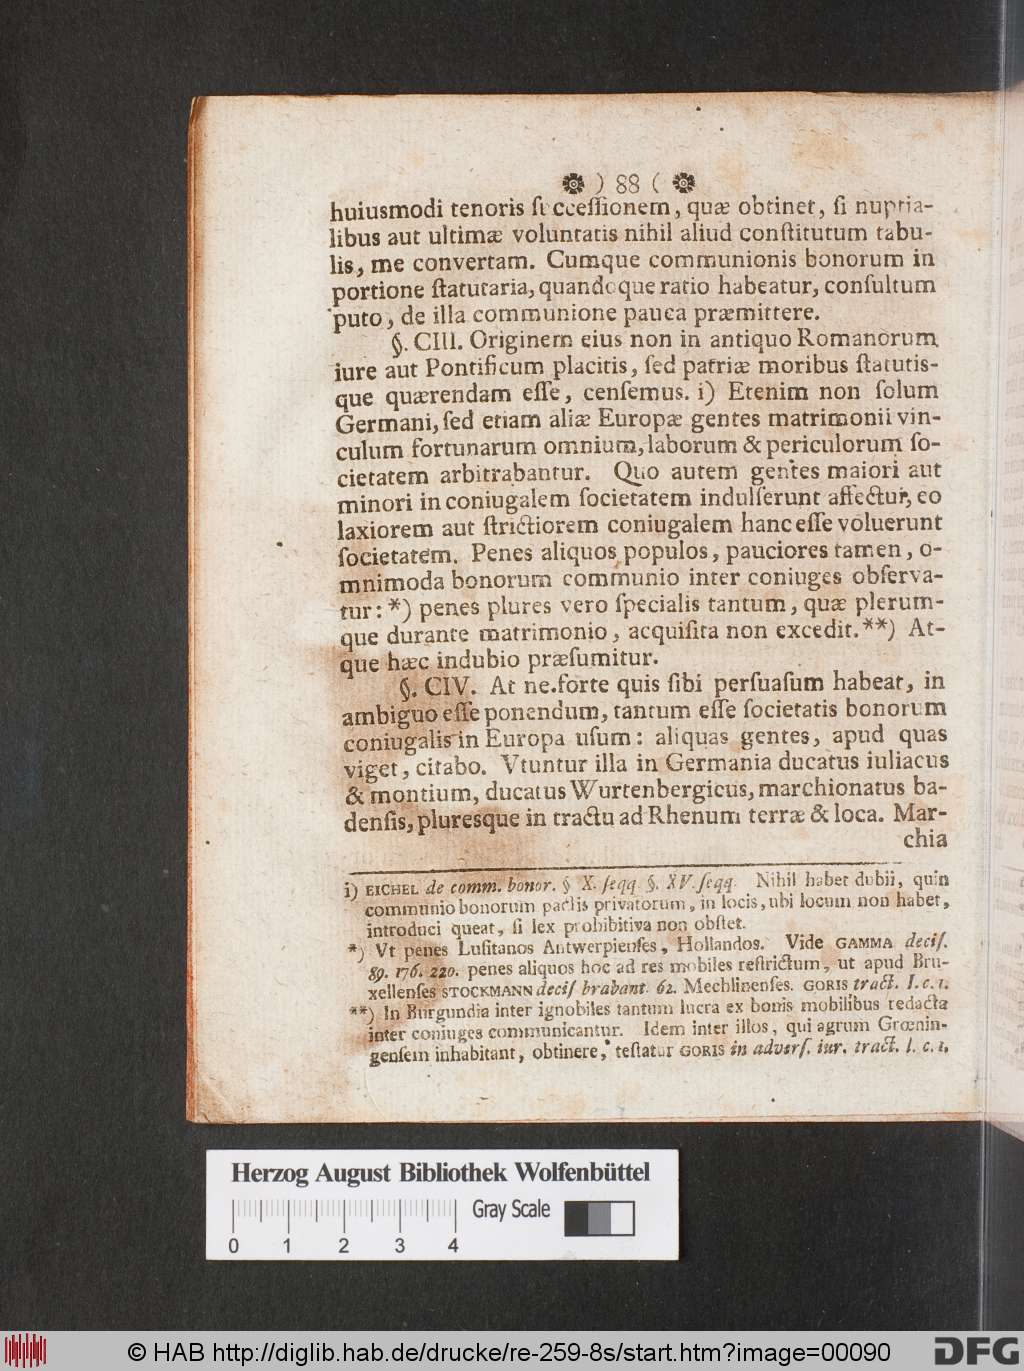 ❁ ) 88 ( ❁
huiusmodi tenoris ſucceſſionem, quæ obtinet, ſi nuptia-
libus aut ultimæ voluntatis nihil aliud conſtitutum tabu-
lis, me convertam. Cumque communionis bonorum in
portione ſtatutaria, quandoque ratio habeatur, conſultum
puto, de illa communione pauca præmittere.
§. CIII. Originem eius non in antiquo Romanorum
iure aut Pontificum placitis, ſed patriæ moribus ſtatutis-
que quærendam eſſe, cenſemus. i) Etenim non ſolum
Germani, ſed etiam aliæ Europæ gentes matrimonii vin-
culum fortunarum omnium, laborum & periculorum ſo-
cietatem arbitrabantur. Quo autem gentes maiori aut
minori in coniugalem ſocietatem indulſerunt affectur, eo
laxiorem aut ſtrictiorem coniugalem hanc eſſe voluerunt
ſocietatem. Penes aliquos populos, pauciores tamen, o-
mnimoda bonorum communio inter coniuges obſerva-
tur: *) penes plures vero ſpecialis tantum, quæ plerum-
que durante matrimonio, acquiſita non excedit. **) At-
que hæc indubio præſumitur.
§. CIV. At ne forte quis ſibi perſuaſum habeat, in
ambiguo eſſe ponendum, tantum eſſe ſocietatis bonorum
coniugalis in Europa uſum: aliquas gentes, apud quas
viget, citabo. Vtuntur illa in Germania ducatus iuliacus
& montium, ducatus Wurtenbergicus, marchionatus ba-
denſis, pluresque in tractu ad Rhenum terræ & loca. Mar-
chia
i) EICHEL de comm. bonor. § X. ſeqq. §. XV. ſeqq. Nihil habet dubii, quin
communio bonorum pactis privatorum, in locis, ubi locum non habet,
introduci queat, ſi lex prohibitiva non obſtet.
*) Vt penes Luſitanos Antwerpienſes, Hollandos. Vide GAMMA deciſ.
89. 176. 220. penes aliquos hoc ad res mobiles reſtrictum, ut apud Bru-
xellenſes STOCKMANN deciſ brabant. 62. Mechlinenſes. GORIS tract. I. c. 1.
**) In Burgundia inter ignobiles tantum lucra ex bonis mobilibus redacta
inter coniuges communicantur. Idem inter illos, qui agrum Grœnin-
genſem inhabitant, obtinere, teſtatur GORIS in adverſ. iur. tract. I. c. 1.
Herzog August Bibliothek Wolfenbüttel
Gray Scale
0 1 2 3 4
© HAB http://diglib.hab.de/drucke/re-259-8s/start.htm?image=00090
DFG